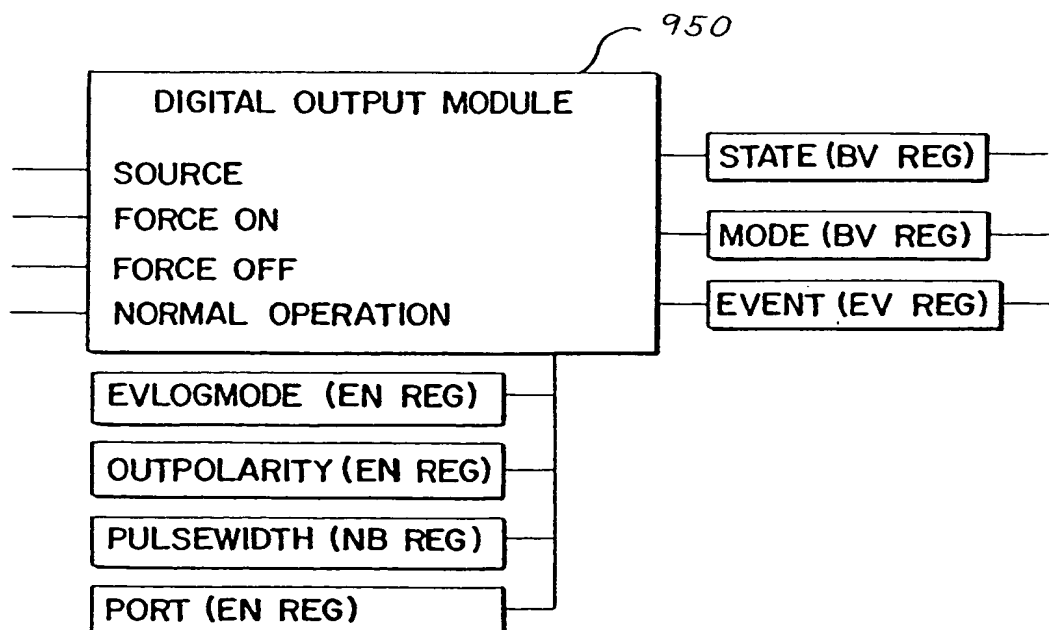 950
DIGITAL OUTPUT MODULE
SOURCE
FORCE ON
FORCE OFF
NORMAL OPERATION
STATE (BV REG)
MODE (BV REG)
EVENT (EV REG)
EVLOGMODE (EN REG)
OUTPOLARITY (EN REG)
PULSEWIDTH (NB REG)
PORT (EN REG)